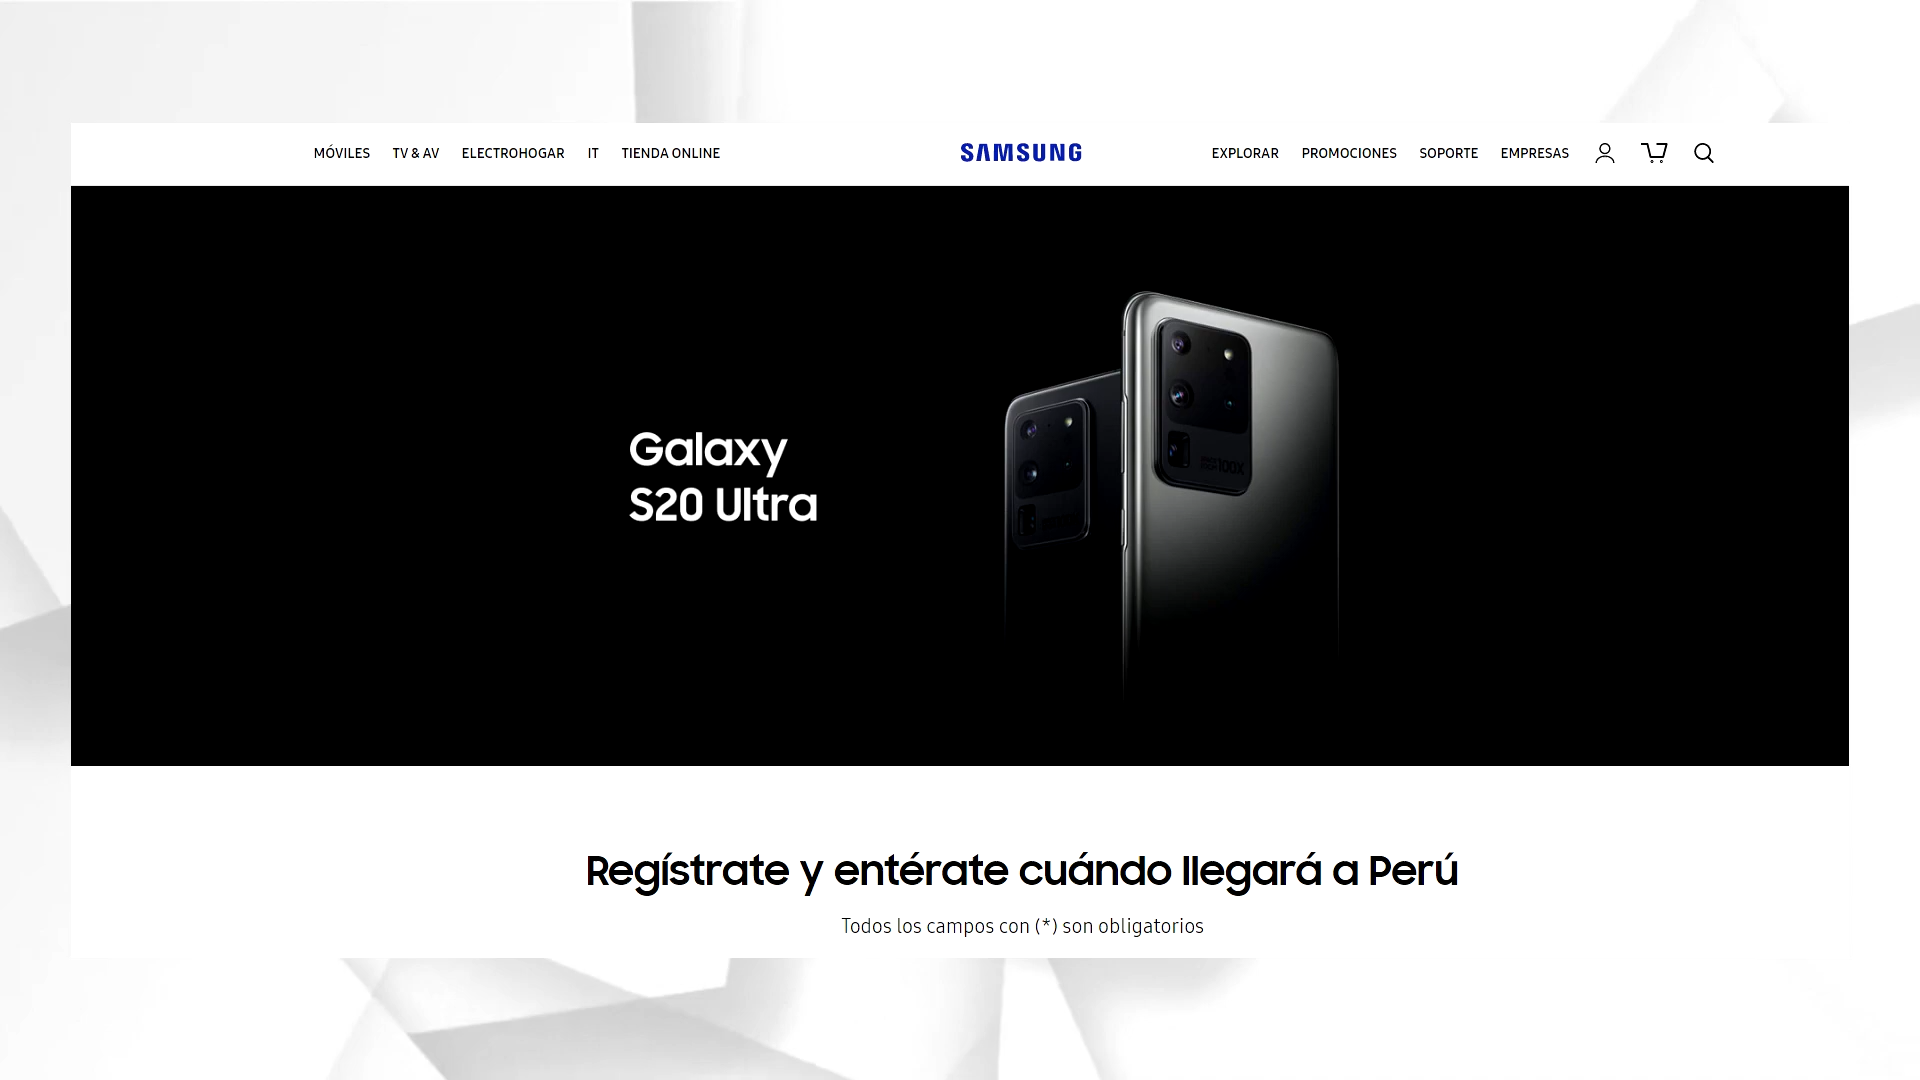 MÓVILES TV & AV ELECTROHOGAR IT TIENDA ONLINE SAMSUNG EXPLORAR PROMOCIONES SOPORTE EMPRESAS
Galaxy
S20 Ultra
100X
Regístrate y entérate cuándo llegará a Perú
Todos los campos con (*) son obligatorios